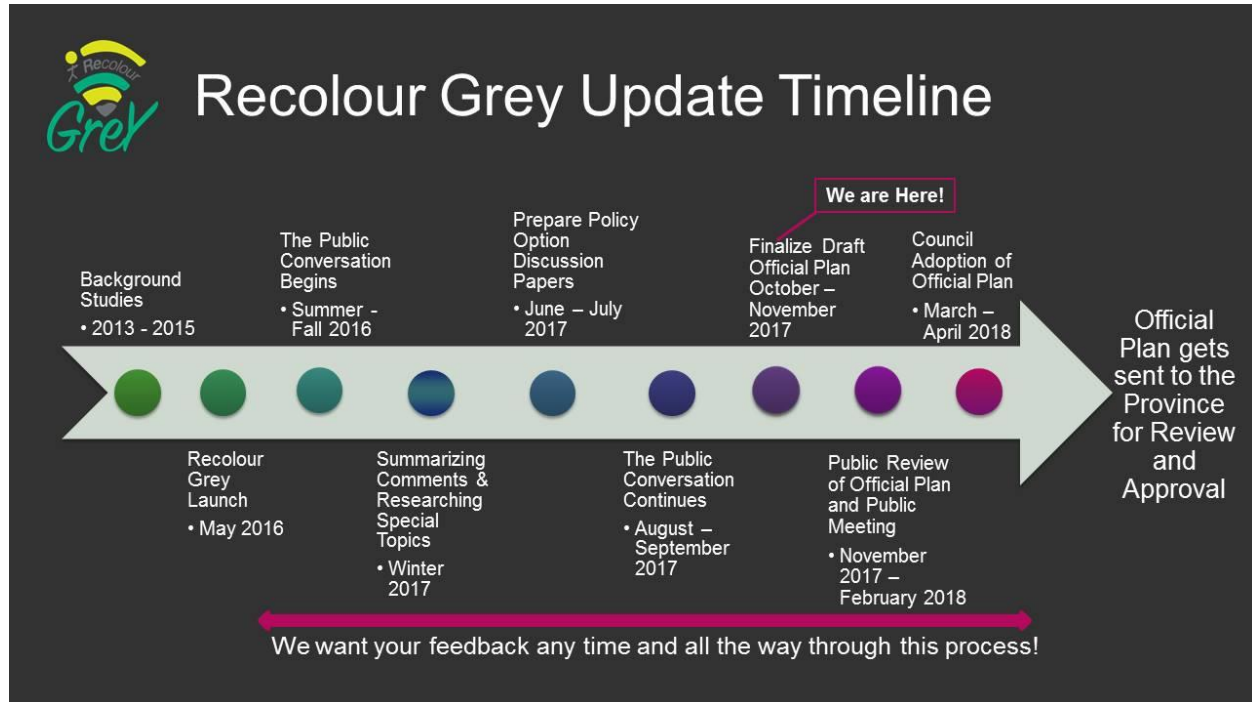 Recolour
Grey
Recolour Grey Update Timeline
We are Here!
Background
Studies
• 2013 - 2015
The Public
Conversation
Begins
• Summer -
Fall 2016
Prepare Policy
Option
Discussion
Papers
• June – July
2017
Finalize Draft
Official Plan
October –
November
2017
Council
Adoption of
Official Plan
• March –
April 2018
Official
Plan gets
sent to the
Province
for Review
and
Approval
Recolour
Grey
Launch
• May 2016
Summarizing
Comments &
Researching
Special
Topics
• Winter
2017
The Public
Conversation
Continues
• August –
September
2017
Public Review
of Official Plan
and Public
Meeting
• November
2017 –
February 2018
We want your feedback any time and all the way through this process!